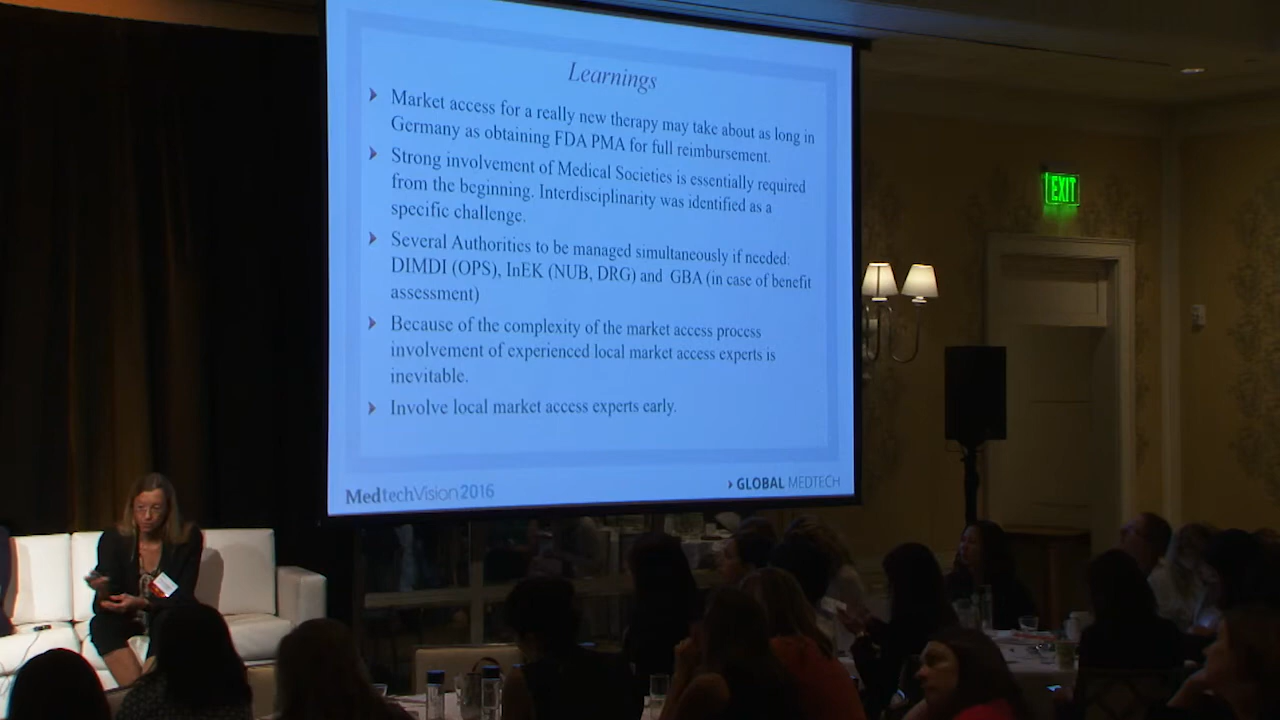 Learnings
Market access for a really new therapy may take about as long in
Germany as obtaining FDA PMA for full reimbursement.
Strong involvement of Medical Societies is essentially required
from the beginning. Interdisciplinarity was identified as a
specific challenge.
Several Authorities to be managed simultaneously if needed:
DIMDI (OPS), InEK (NUB, DRG) and GBA (in case of benefit
assessment)
Because of the complexity of the market access process
involvement of experienced local market access experts is
inevitable.
Involve local market access experts early.
MedtechVision2016
GLOBAL MEDTECH
EXIT